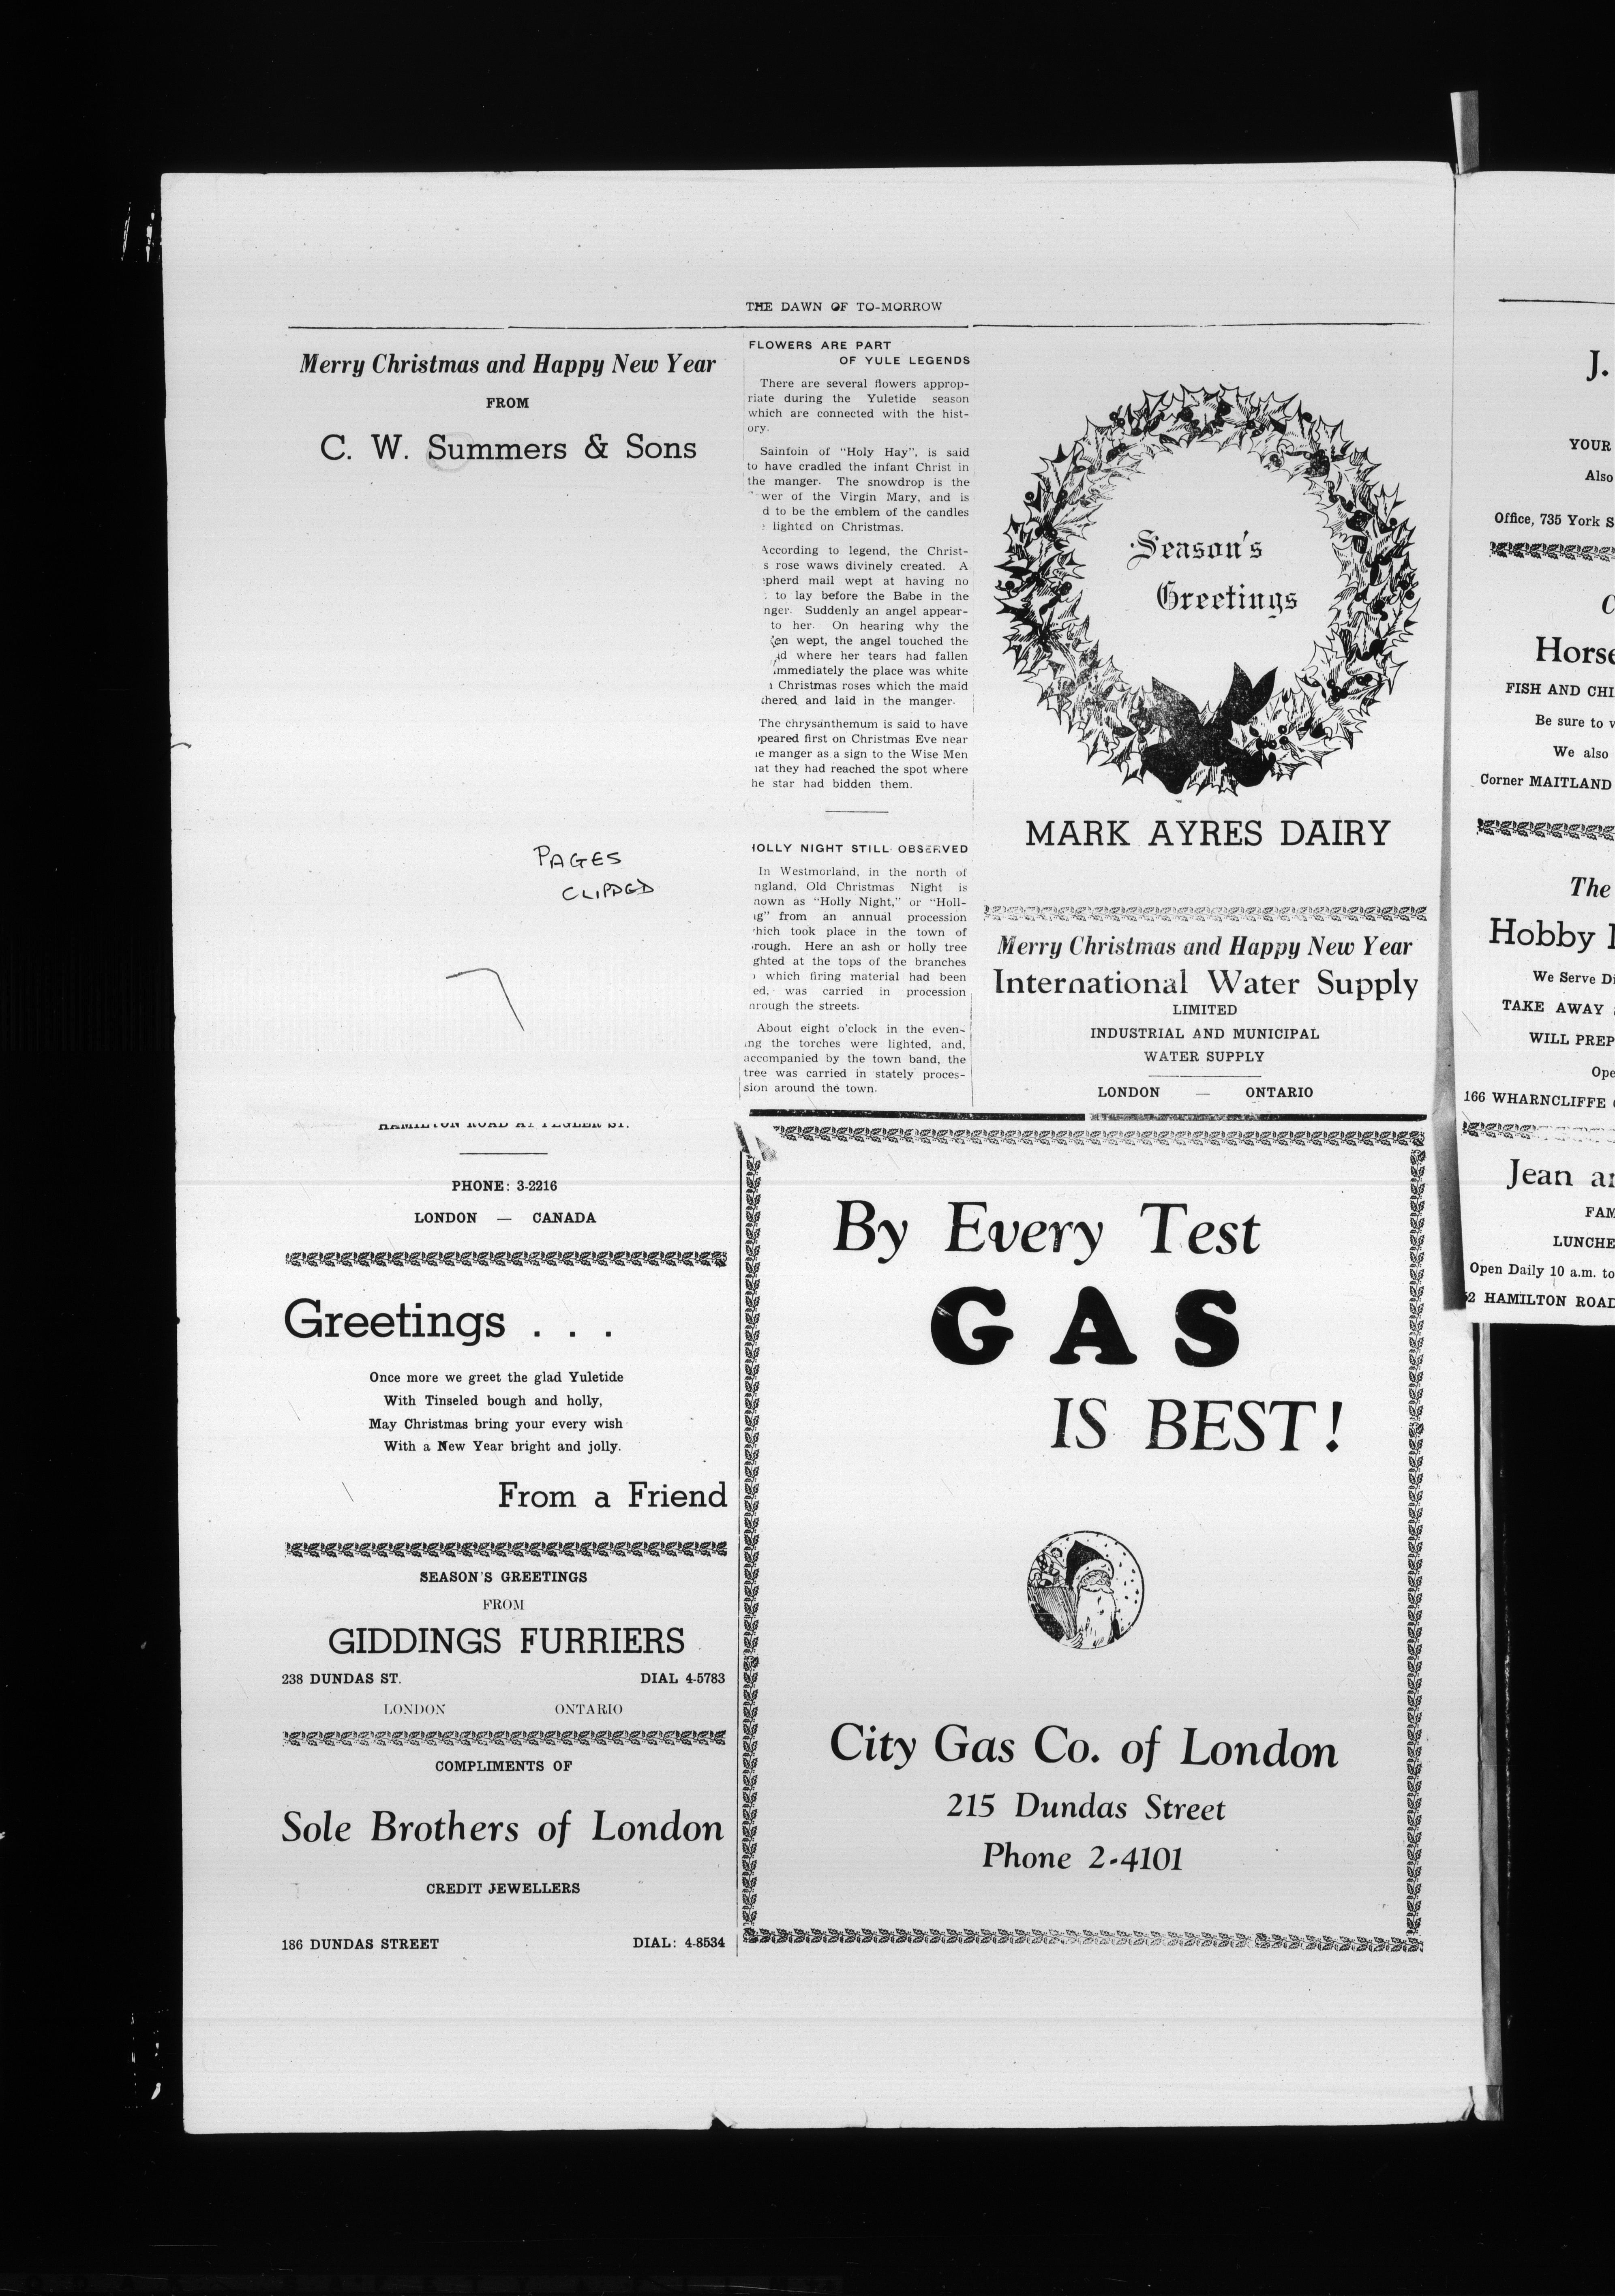 THE DAWN OF TO-MORROW
Merry Christmas and Happy New Year
FROM
C. W. Summers & Sons
PAGES
CLIPPED
HAMILTON ROAD AT PEGLER ST.
PHONE: 3-2216
LONDON — CANADA
Greetings . . .
Once more we greet the glad Yuletide
With Tinseled bough and holly,
May Christmas bring your every wish
With a New Year bright and jolly.
From a Friend
SEASON'S GREETINGS
FROM
GIDDINGS FURRIERS
238 DUNDAS ST. DIAL 4-5783
LONDON ONTARIO
COMPLIMENTS OF
Sole Brothers of London
CREDIT JEWELLERS
186 DUNDAS STREET DIAL: 4-8534
FLOWERS ARE PART
OF YULE LEGENDS
There are several flowers approp-
riate during the Yuletide season
which are connected with the hist-
ory.
Sainfoin of "Holy Hay", is said
to have cradled the infant Christ in
the manger. The snowdrop is the
wer of the Virgin Mary, and is
d to be the emblem of the candles
lighted on Christmas.
According to legend, the Christ-
s rose waws divinely created. A
pherd mail wept at having no
to lay before the Babe in the
nger. Suddenly an angel appear-
to her. On hearing why the
en wept, the angel touched the
d where her tears had fallen
immediately the place was white
Christmas roses which the maid
thered and laid in the manger.
The chrysanthemum is said to have
ppeared first on Christmas Eve near
e manger as a sign to the Wise Men
hat they had reached the spot where
he star had bidden them.
HOLLY NIGHT STILL OBSERVED
In Westmorland, in the north of
ngland, Old Christmas Night is
nown as "Holly Night," or "Holl-
ng" from an annual procession
hich took place in the town of
rough. Here an ash or holly tree
ghted at the tops of the branches
which firing material had been
ed, was carried in procession
hrough the streets.
About eight o'clock in the even-
ing the torches were lighted, and,
accompanied by the town band, the
tree was carried in stately proces-
sion around the town.
Season's
Greetings
MARK AYRES DAIRY
Merry Christmas and Happy New Year
International Water Supply
LIMITED
INDUSTRIAL AND MUNICIPAL
WATER SUPPLY
LONDON — ONTARIO
By Every Test
GAS
IS BEST!
City Gas Co. of London
215 Dundas Street
Phone 2-4101
J.
YOUR
Also
Office, 735 York S
C
Horse
FISH AND CHI
Be sure to v
We also
Corner MAITLAND
The
Hobby
We Serve Di
TAKE AWAY
WILL PREP
Ope
166 WHARNCLIFFE
Jean a
FAM
LUNCHE
Open Daily 10 a.m. to
2 HAMILTON ROAD